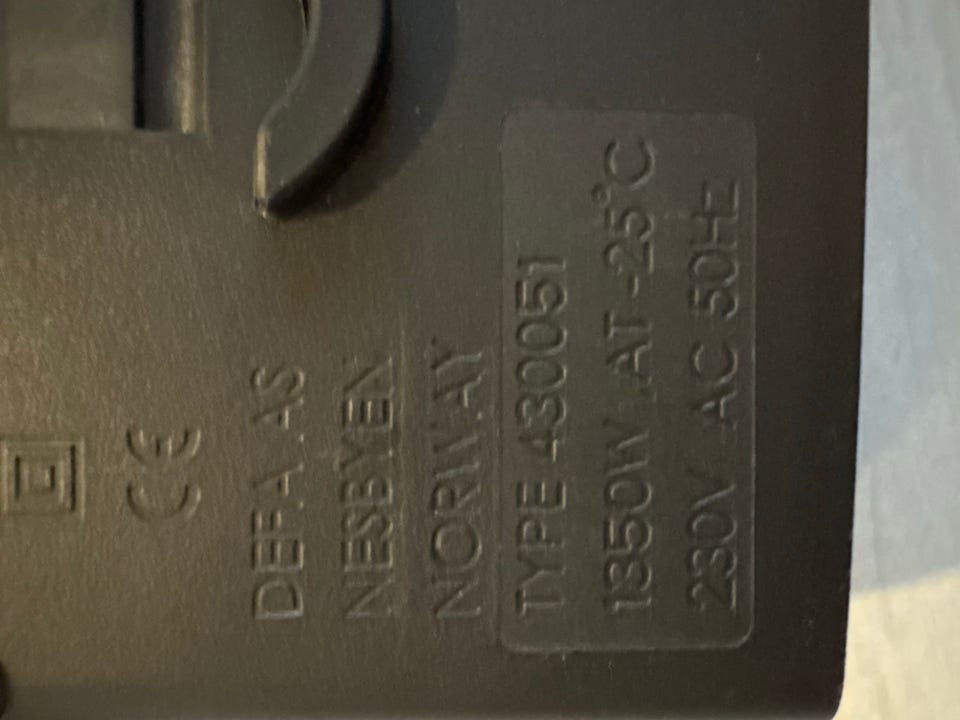 CE
DEFA AS
NESBYEN
NORWAY
TYPE 430051
1350W AT -25°C
230V AC 50Hz